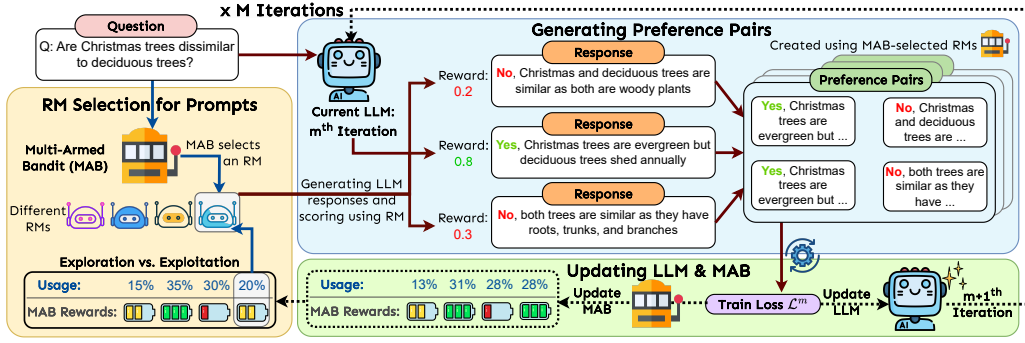 x M Iterations
Question
Q: Are Christmas trees dissimilar
to deciduous trees?
RM Selection for Prompts
Multi-Armed
Bandit (MAB)
MAB selects
an RM
Different
RMs
Exploration vs. Exploitation
Usage: 15% 35% 30% 20%
MAB Rewards:
AI
Current LLM:
mth Iteration
Generating LLM
responses and
scoring using RM
Generating Preference Pairs
Created using MAB-selected RMs
Reward:
0.2
Response
No, Christmas and deciduous trees are
similar as both are woody plants
Reward:
0.8
Response
Yes, Christmas trees are evergreen but
deciduous trees shed annually
Reward:
0.3
Response
No, both trees are similar as they have
roots, trunks, and branches
Preference Pairs
Yes, Christmas
trees are
evergreen but ...
No, Christmas
and deciduous
trees are ...
Yes, Christmas
trees are
evergreen but ...
No, both trees are
similar as they
have ...
Updating LLM & MAB
Usage: 13% 31% 28% 28%
MAB Rewards:
Update
MAB
Train Loss ℒm
Update
LLM
AI
m+1th
Iteration